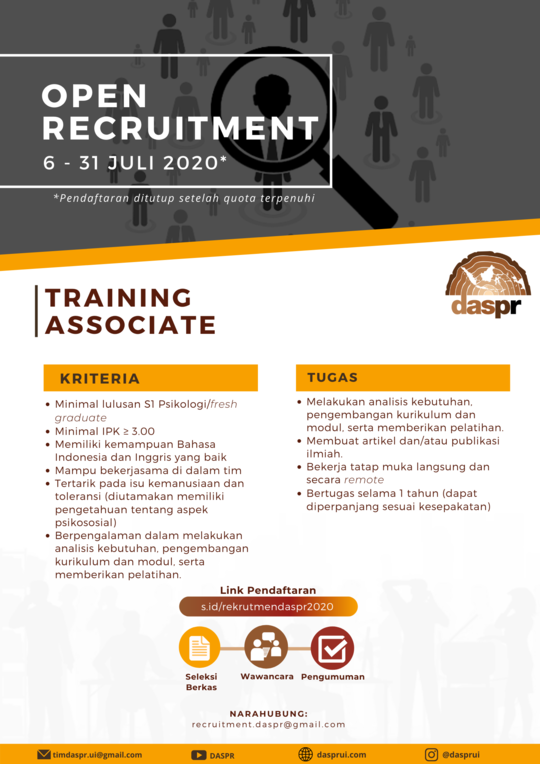 OPEN
RECRUITMENT
6 - 31 JULI 2020*
*Pendaftaran ditutup setelah quota terpenuhi
daspr
TRAINING
ASSOCIATE
KRITERIA
• Minimal lulusan S1 Psikologi/fresh
graduate
• Minimal IPK ≥ 3.00
• Memiliki kemampuan Bahasa
Indonesia dan Inggris yang baik
• Mampu bekerjasama di dalam tim
• Tertarik pada isu kemanusiaan dan
toleransi (diutamakan memiliki
pengetahuan tentang aspek
psikososial)
• Berpengalaman dalam melakukan
analisis kebutuhan, pengembangan
kurikulum dan modul, serta
memberikan pelatihan.
TUGAS
• Melakukan analisis kebutuhan,
pengembangan kurikulum dan
modul, serta memberikan pelatihan.
• Membuat artikel dan/atau publikasi
ilmiah.
• Bekerja tatap muka langsung dan
secara remote
• Bertugas selama 1 tahun (dapat
diperpanjang sesuai kesepakatan)
Link Pendaftaran
s.id/rekrutmendaspr2020
Seleksi
Berkas
Wawancara
Pengumuman
NARAHUBUNG:
recruitment.daspr@gmail.com
timdaspr.ui@gmail.com
DASPR
dasprui.com
@dasprui